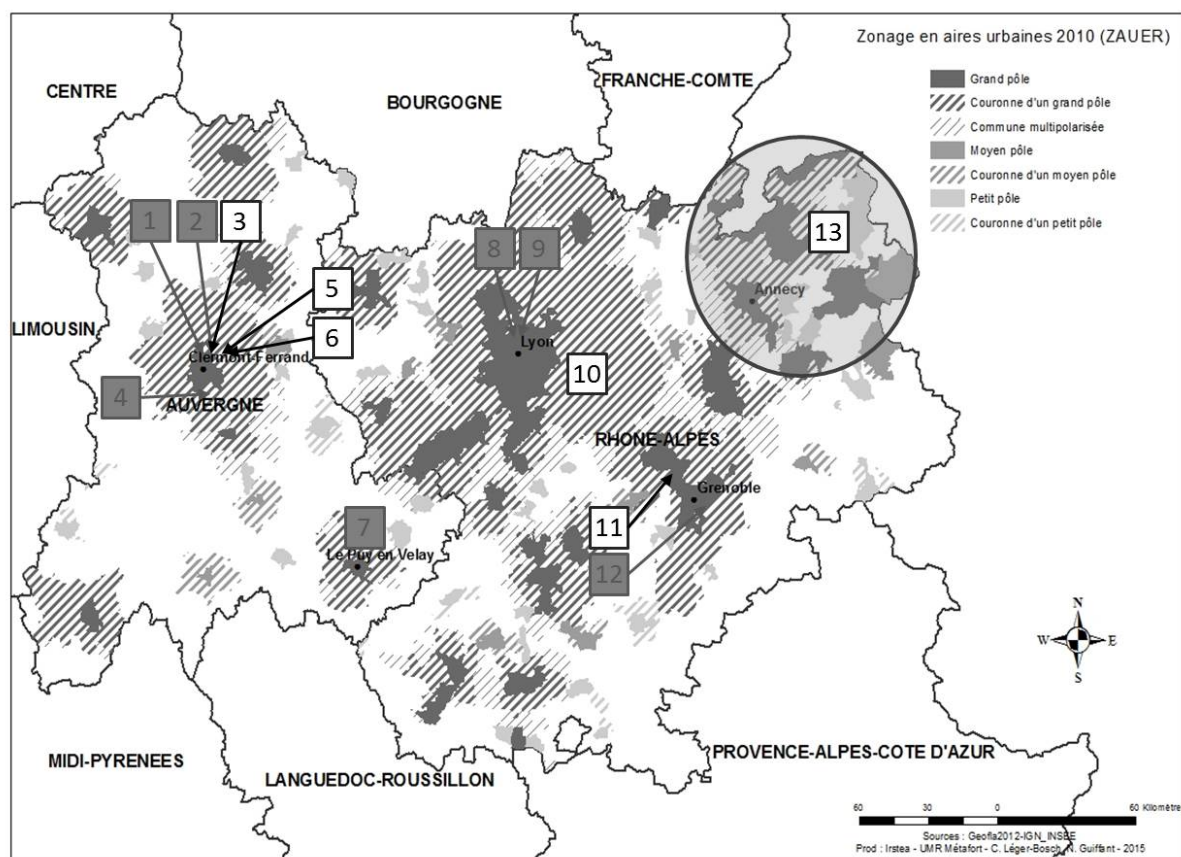 Zonage en aires urbaines 2010 (ZAUER)
Grand pôle
Couronne d'un grand pôle
Commune multipolarisée
Moyen pôle
Couronne d'un moyen pôle
Petit pôle
Couronne d'un petit pôle
CENTRE
BOURGOGNE
FRANCHE-COMTE
1
2
3
8
9
13
5
Annecy
LIMOUSIN
6
Lyon
Clermont-Ferrand
10
4
AUVERGNE
RHONE-ALPES
Grenoble
11
7
Le Puy en Velay
12
N
W
E
S
MIDI-PYRENEES
LANGUEDOC-ROUSSILLON
PROVENCE-ALPES-COTE D'AZUR
60 30 0 60 Kilomètre
Sources : Geofla2012-IGN_INSEE
Prod : Irstea - UMR Métafort - C. Léger-Bosch, N. Guiffant - 2015